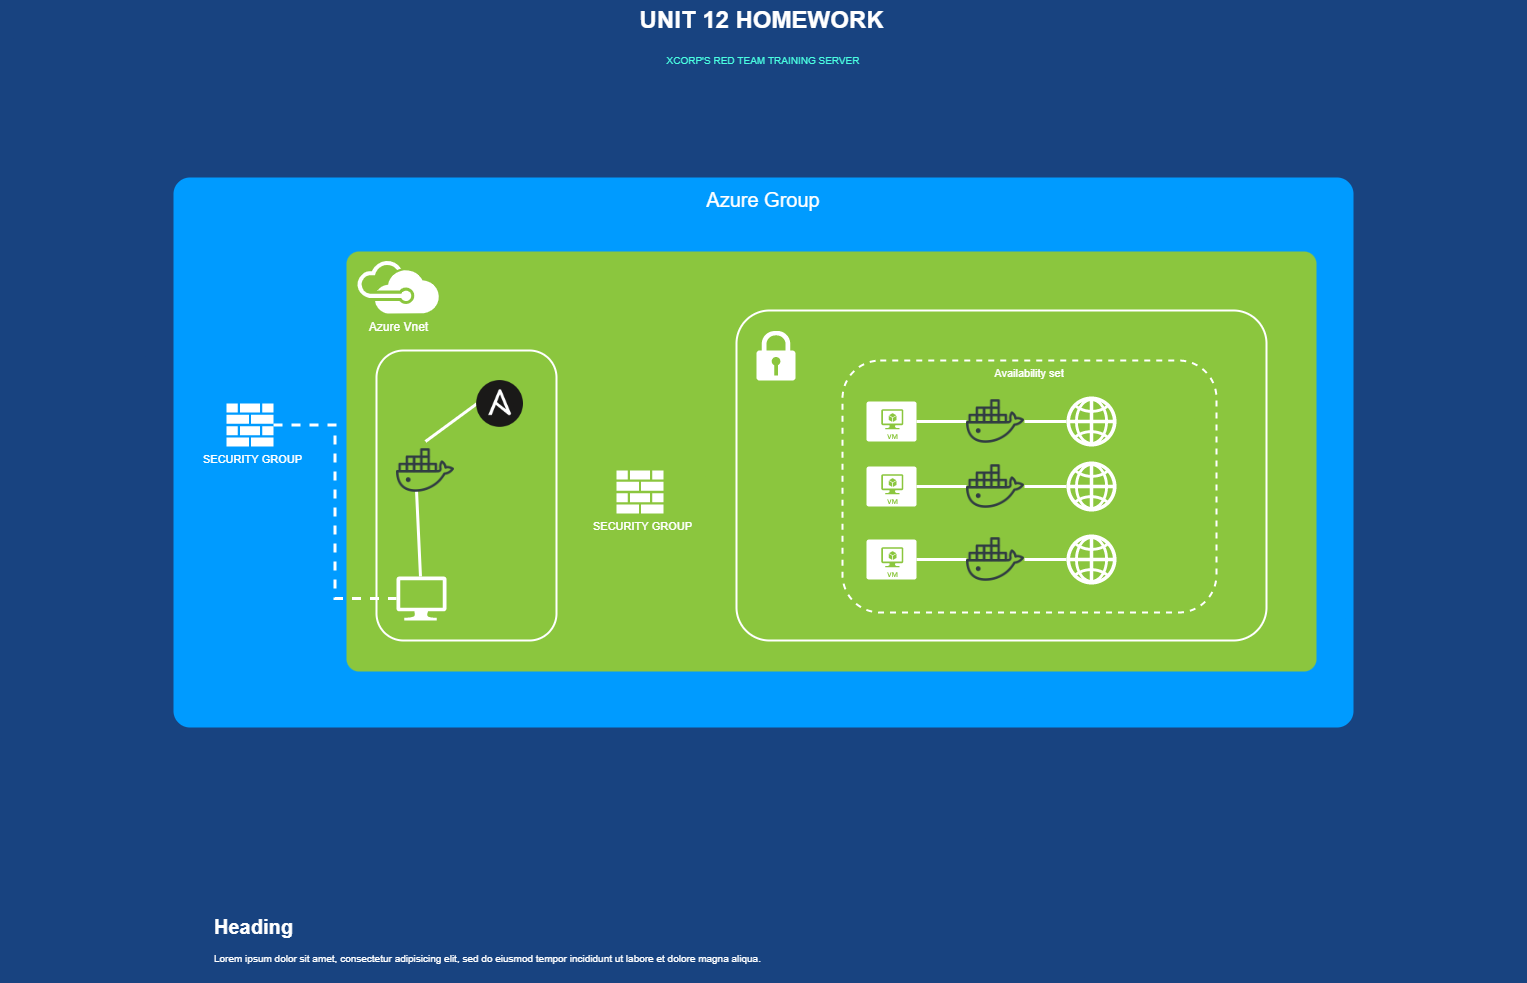 UNIT 12 HOMEWORK
XCORP'S RED TEAM TRAINING SERVER
Azure Group
Azure Vnet
Availability set
VM
SECURITY GROUP
VM
SECURITY GROUP
VM
Heading
Lorem ipsum dolor sit amet, consectetur adipisicing elit, sed do eiusmod tempor incididunt ut labore et dolore magna aliqua.